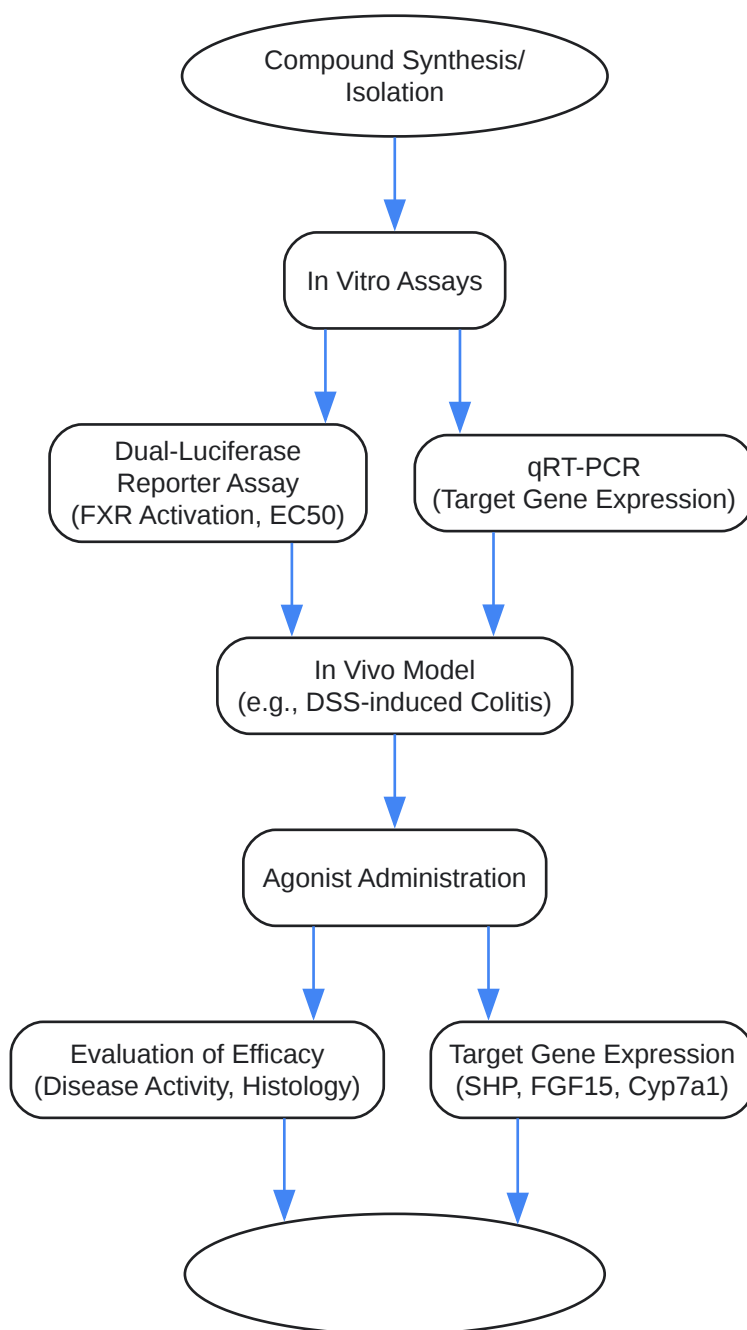 Compound Synthesis/
Isolation
In Vitro Assays
Dual-Luciferase
Reporter Assay
(FXR Activation, EC50)
qRT-PCR
(Target Gene Expression)
In Vivo Model
(e.g., DSS-induced Colitis)
Agonist Administration
Evaluation of Efficacy
(Disease Activity, Histology)
Target Gene Expression
(SHP, FGF15, Cyp7a1)